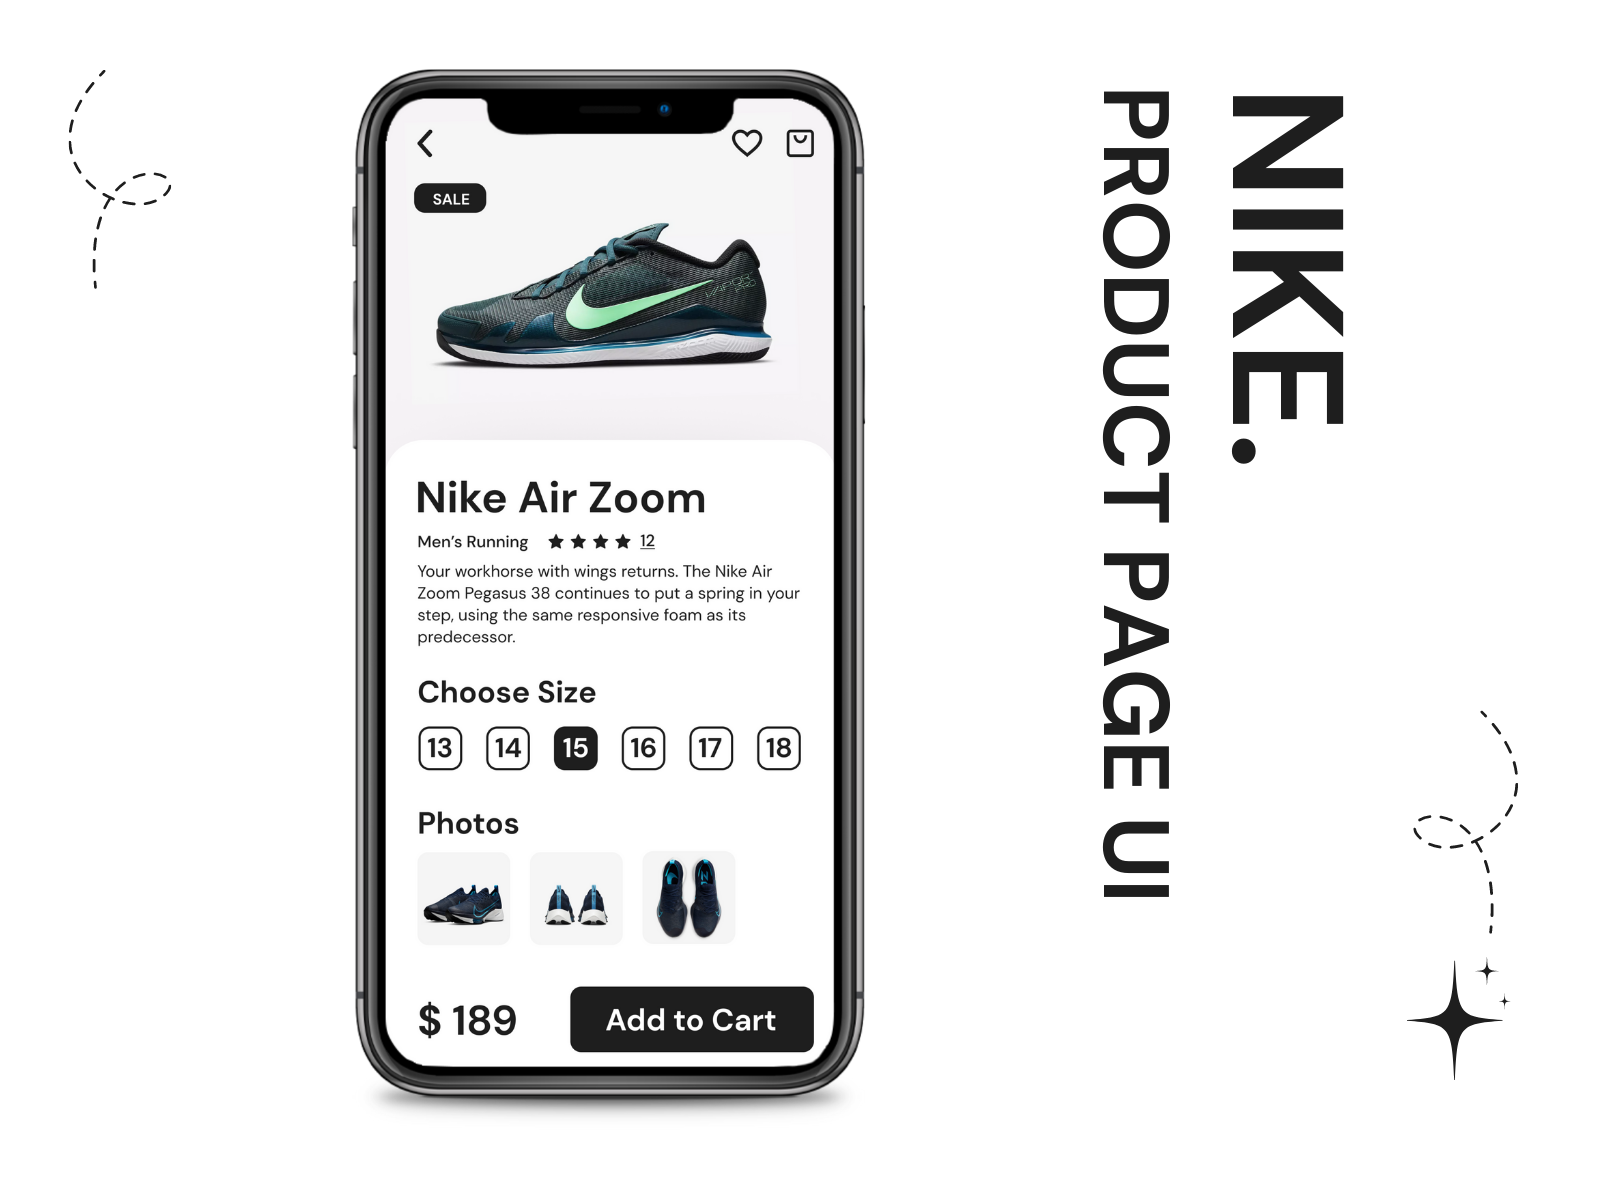 SALE
VAPOR
PRO
Nike Air Zoom
Men's Running 12
Your workhorse with wings returns. The Nike Air
Zoom Pegasus 38 continues to put a spring in your
step, using the same responsive foam as its
predecessor.
Choose Size
13 14 15 16 17 18
Photos
$ 189 Add to Cart
NIKE.
PRODUCT PAGE UI